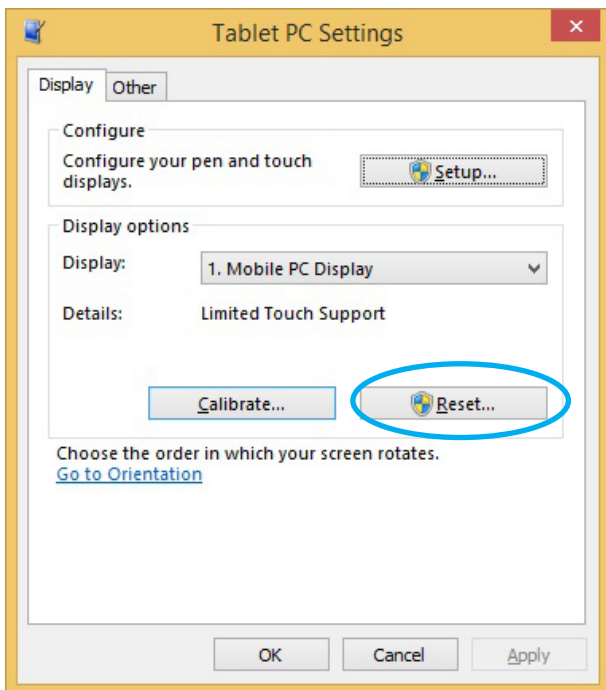 Tablet PC Settings
Display Other
Configure
Configure your pen and touch
displays.
Setup...
Display options
Display: 1. Mobile PC Display
Details: Limited Touch Support
Calibrate... Reset...
Choose the order in which your screen rotates.
Go to Orientation
OK Cancel Apply